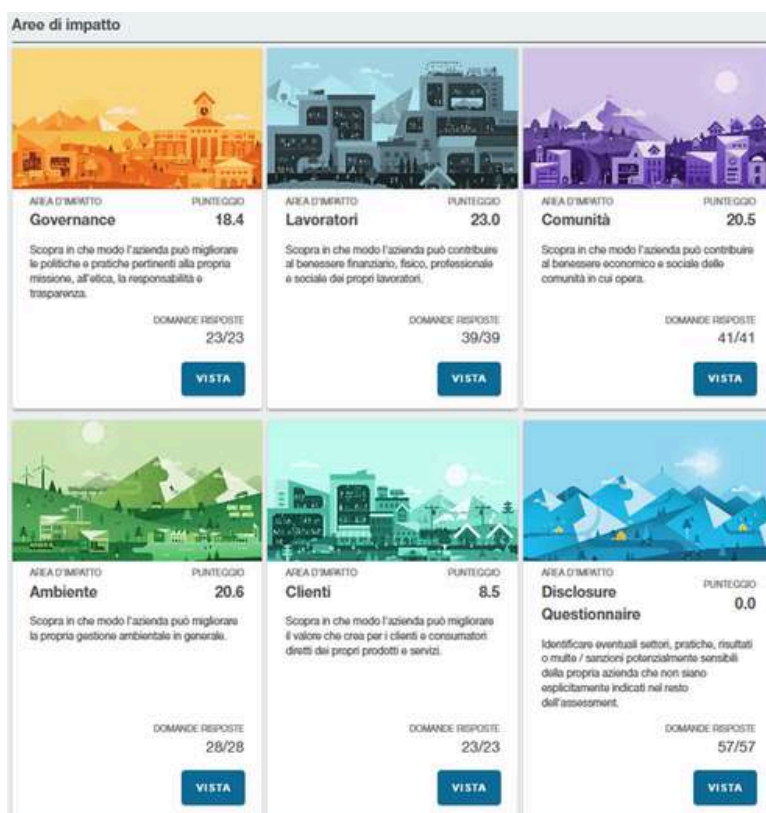 Aree di impatto
AREA D'IMPATTO PUNTEGGIO
Governance 18.4
Scopra in che modo l'azienda può migliorare
le politiche e pratiche pertinenti alla propria
missione, all'etica, la responsabilità e
trasparenza.
DOMANDE RISPOSTE
23/23
VISTA
AREA D'IMPATTO PUNTEGGIO
Lavoratori 23.0
Scopra in che modo l'azienda può contribuire
al benessere finanziario, fisico, professionale
e sociale dei propri lavoratori.
DOMANDE RISPOSTE
39/39
VISTA
AREA D'IMPATTO PUNTEGGIO
Comunità 20.5
Scopra in che modo l'azienda può contribuire
al benessere economico e sociale delle
comunità in cui opera.
DOMANDE RISPOSTE
41/41
VISTA
AREA D'IMPATTO PUNTEGGIO
Ambiente 20.6
Scopra in che modo l'azienda può migliorare
la propria gestione ambientale in generale.
DOMANDE RISPOSTE
28/28
VISTA
AREA D'IMPATTO PUNTEGGIO
Clienti 8.5
Scopra in che modo l'azienda può migliorare
il valore che crea per i clienti e consumatori
diretti dei propri prodotti e servizi.
DOMANDE RISPOSTE
23/23
VISTA
AREA D'IMPATTO PUNTEGGIO
Disclosure 0.0
Questionnaire
Identificare eventuali settori, pratiche, risultati
o multe / sanzioni potenzialmente sensibili
della propria azienda che non siano
esplicitamente indicati nel resto
dell'assessment.
DOMANDE RISPOSTE
57/57
VISTA